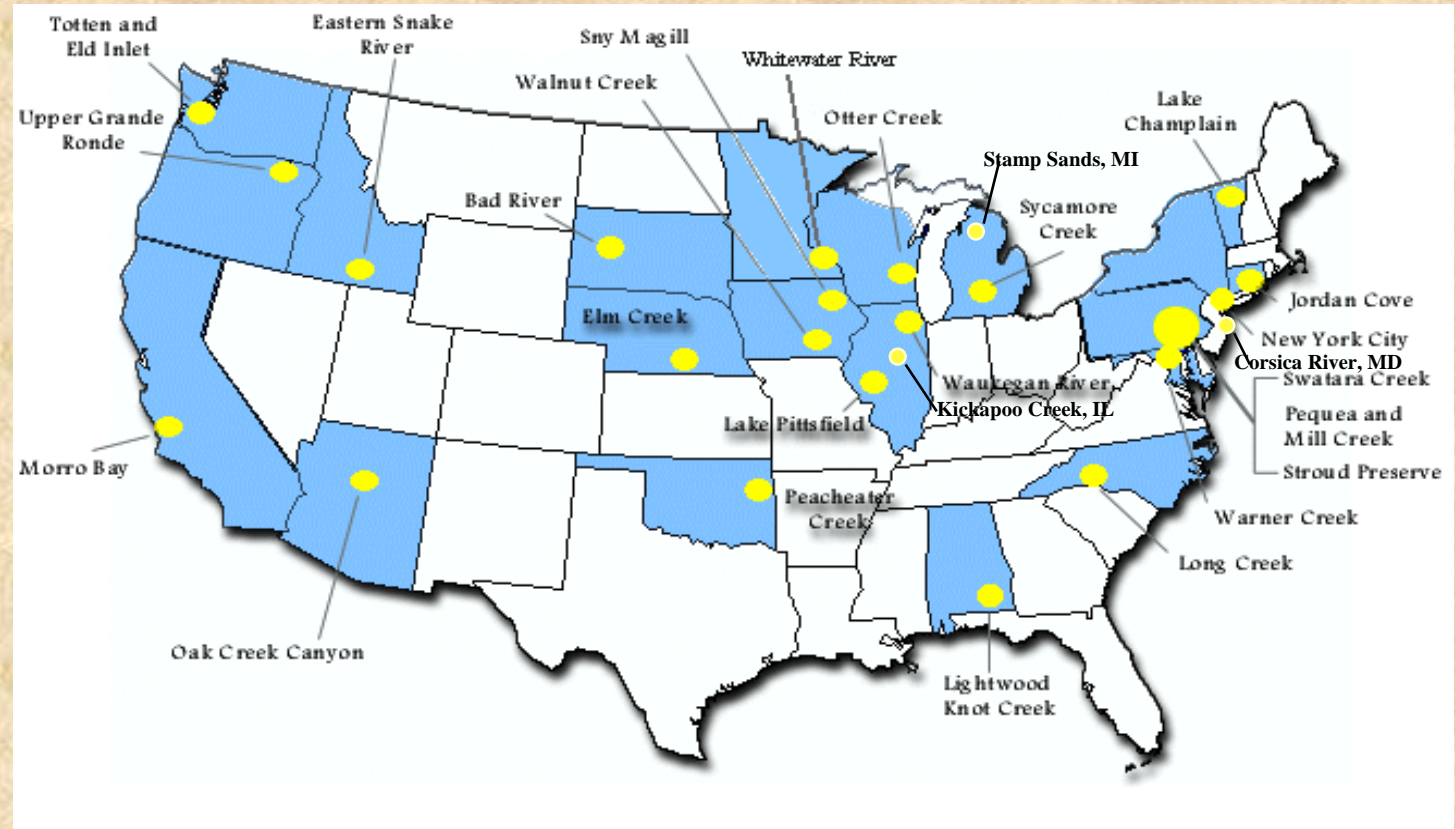 Totten and
Eld Inlet
Eastern Snake
River
Sny Magill
Whitewater River
Walnut Creek
Upper Grande
Ronde
Otter Creek
Lake
Champlain
Stamp Sands, MI
Bad River
Sycamore
Creek
Jordan Cove
Elm Creek
New York City
Corsica River, MD
Waukegan River
Swatara Creek
Kickapoo Creek, IL
Pequea and
Mill Creek
Lake Pittsfield
Morro Bay
Stroud Preserve
Peacheater
Creek
Warner Creek
Long Creek
Oak Creek Canyon
Lightwood
Knot Creek